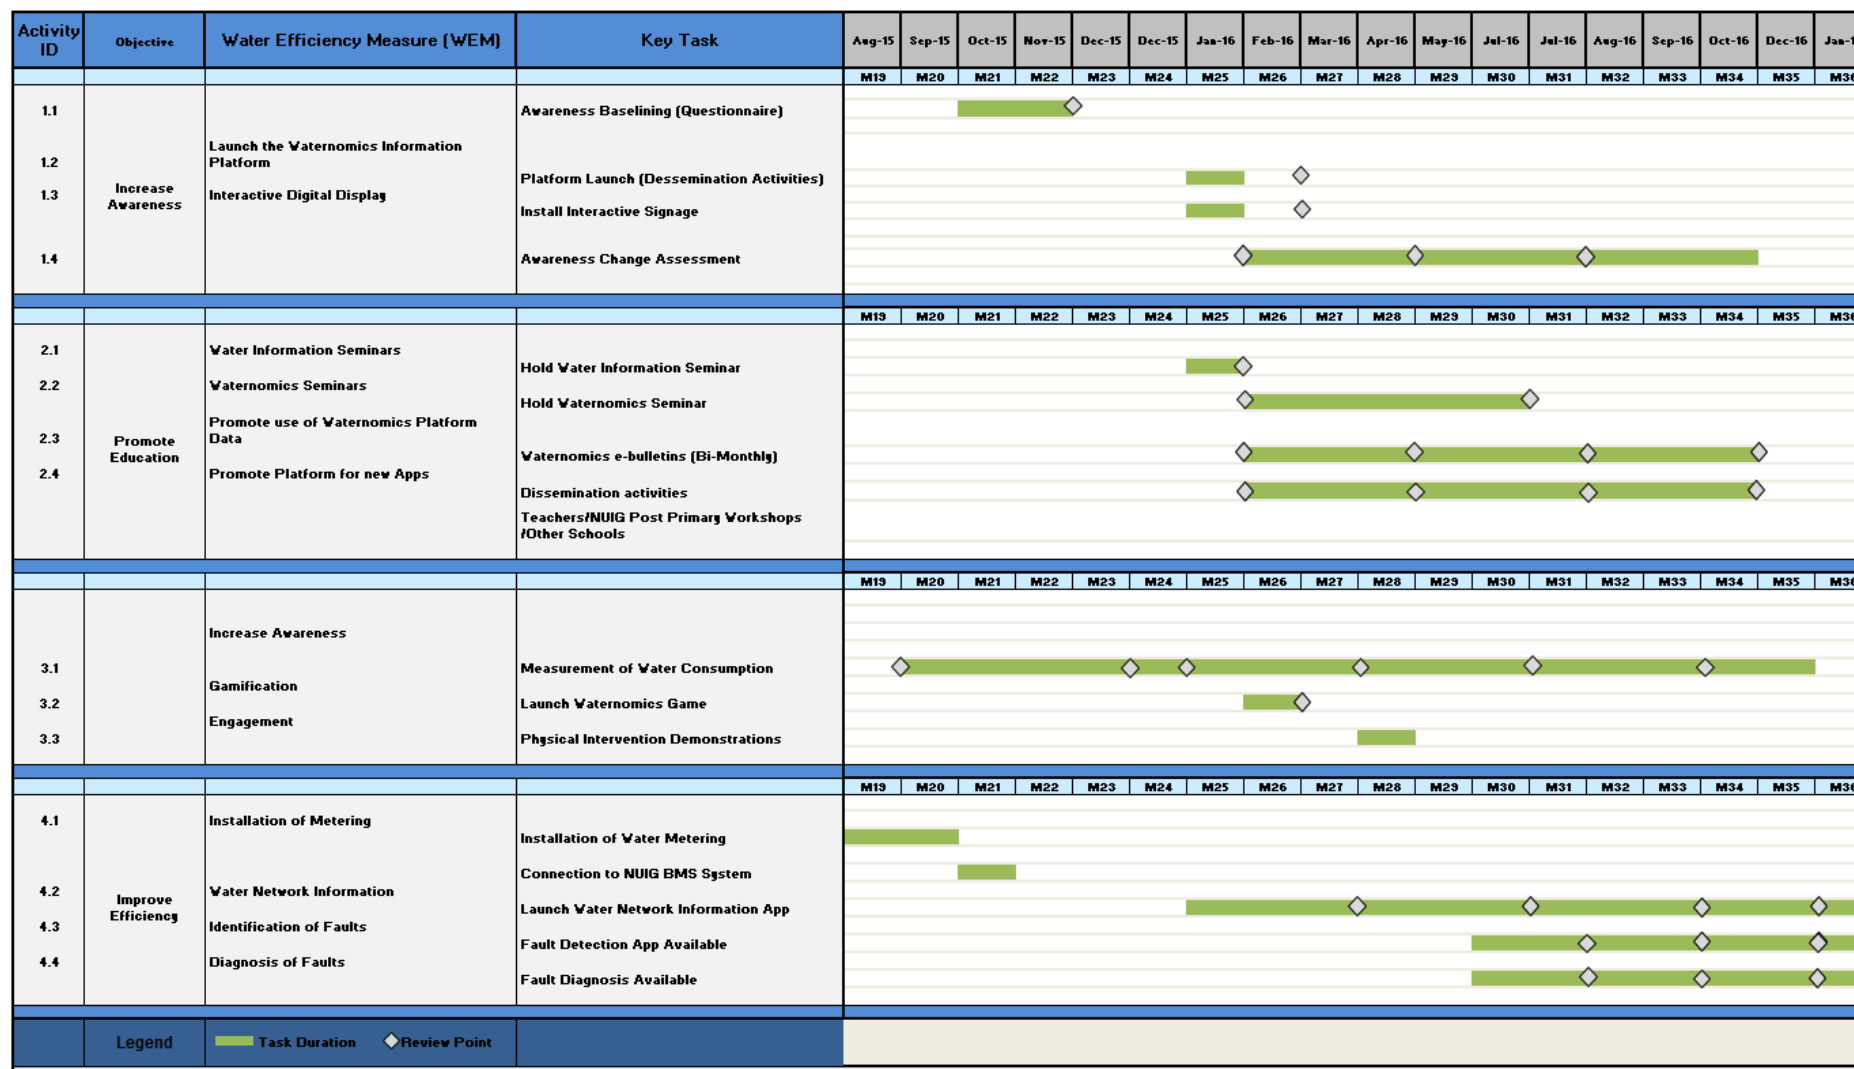 Activity ID Objective Water Efficiency Measure (WEM) Key Task Aug-15 Sep-15 Oct-15 Nov-15 Dec-15 Dec-15 Jan-16 Feb-16 Mar-16 Apr-16 May-16 Jul-16 Jul-16 Aug-16 Sep-16 Oct-16 Dec-16 Jan-1
M19 M20 M21 M22 M23 M24 M25 M26 M27 M28 M29 M30 M31 M32 M33 M34 M35 M36
1.1 Awareness Baselining (Questionnaire)
Launch the Waternomics Information
1.2 Platform
Platform Launch (Dessemination Activities)
Increase
Awareness
1.3 Interactive Digital Display
Install Interactive Signage
1.4 Awareness Change Assessment
M19 M20 M21 M22 M23 M24 M25 M26 M27 M28 M29 M30 M31 M32 M33 M34 M35 M36
2.1 Water Information Seminars
Hold Water Information Seminar
2.2 Waternomics Seminars
Hold Waternomics Seminar
Promote use of Waternomics Platform
2.3 Data
Promote
Education
Waternomics e-bulletins (Bi-Monthly)
2.4 Promote Platform for new Apps
Dissemination activities
Teachers/NUIG Post Primary Workshops
/Other Schools
M19 M20 M21 M22 M23 M24 M25 M26 M27 M28 M29 M30 M31 M32 M33 M34 M35 M36
Increase Awareness
3.1 Measurement of Water Consumption
Gamification
3.2 Launch Waternomics Game
Engagement
3.3 Physical Intervention Demonstrations
M19 M20 M21 M22 M23 M24 M25 M26 M27 M28 M29 M30 M31 M32 M33 M34 M35 M36
4.1 Installation of Metering
Installation of Water Metering
Connection to NUIG BMS System
4.2 Water Network Information
Improve
Efficiency
Launch Water Network Information App
4.3 Identification of Faults
Fault Detection App Available
4.4 Diagnosis of Faults
Fault Diagnosis Available
Legend Task Duration Review Point